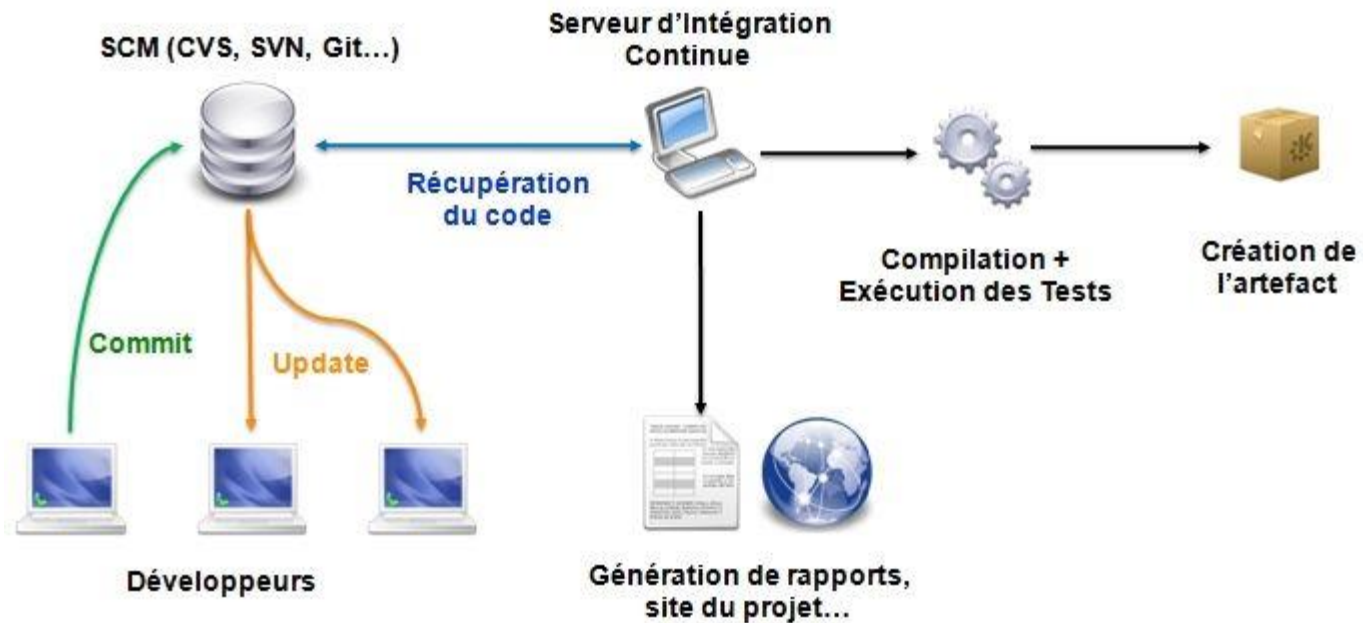 SCM (CVS, SVN, Git…)
Serveur d’Intégration
Continue
Récupération
du code
Commit
Update
Compilation +
Exécution des Tests
Création de
l’artefact
Développeurs
Génération de rapports,
site du projet…